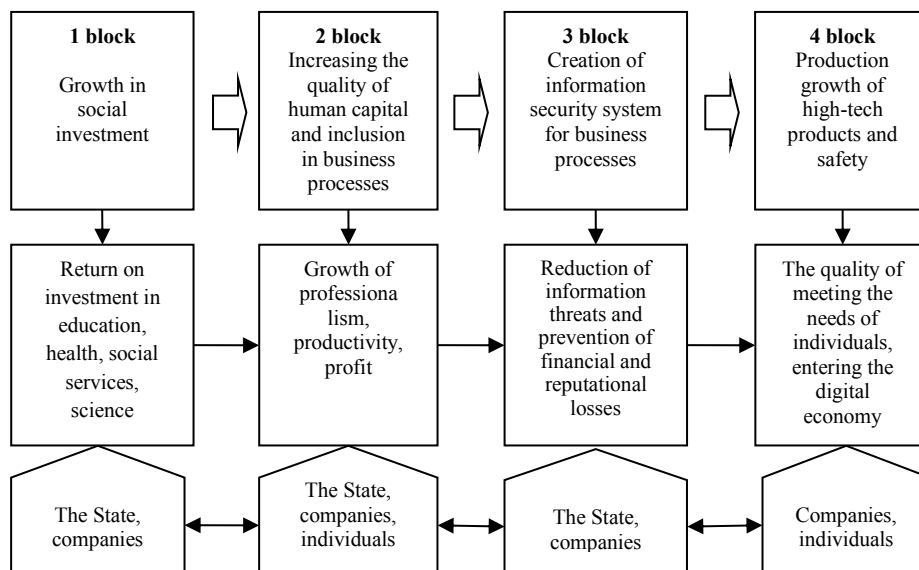 1 block
Growth in
social
investment
2 block
Increasing the
quality of
human capital
and inclusion
in business
processes
3 block
Creation of
information
security system
for business
processes
4 block
Production
growth of
high-tech
products and
safety
Return on
investment in
education,
health, social
services,
science
Growth of
professiona
lism,
productivity,
profit
Reduction of
information
threats and
prevention of
financial and
reputational
losses
The quality of
meeting the
needs of
individuals,
entering the
digital
economy
The State,
companies
The State,
companies,
individuals
The State,
companies
Companies,
individuals